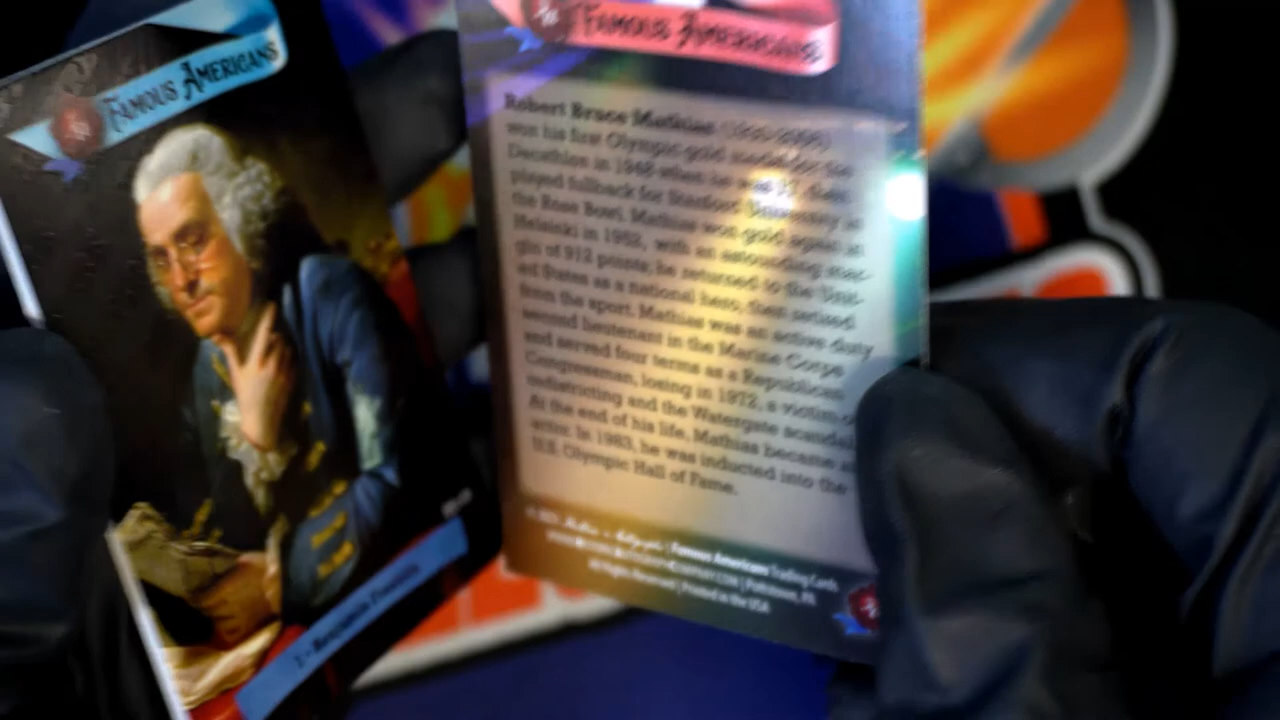 FAMOUS AMERICANS
1 - Benjamin Franklin
FAMOUS AMERICANS
Robert Bruce Mathias
won his first Olympic gold medal for the
Decathlon in 1948 when he was 17, then
played fullback for Stanford University at
the Rose Bowl. Mathias won gold again at
Helsinki in 1952, with an astounding mar-
gin of 912 points; he returned to the Unit-
ed States as a national hero, then retired
from the sport. Mathias was an active-duty
second lieutenant in the Marine Corps
and served four terms as a Republican
Congressman, losing in 1972, a victim of
redistricting and the Watergate scandal.
At the end of his life, Mathias became an
actor. In 1983, he was inducted into the
U.S. Olympic Hall of Fame.
Famous Americans Trading Cards
Pottstown, PA
All Rights Reserved | Printed in the USA